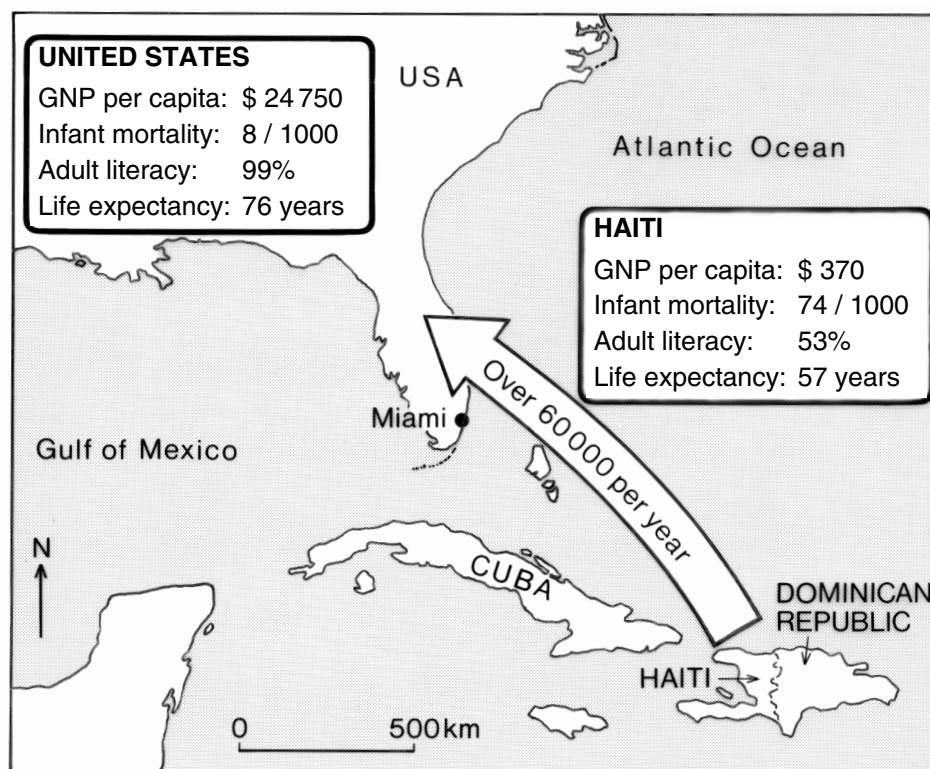 UNITED STATES
GNP per capita: $ 24 750
Infant mortality: 8 / 1000
Adult literacy: 99%
Life expectancy: 76 years
USA
Atlantic Ocean
HAITI
GNP per capita: $ 370
Infant mortality: 74 / 1000
Adult literacy: 53%
Life expectancy: 57 years
Over 60 000 per year
Miami
Gulf of Mexico
N
CUBA
DOMINICAN
REPUBLIC
HAITI
0 500km